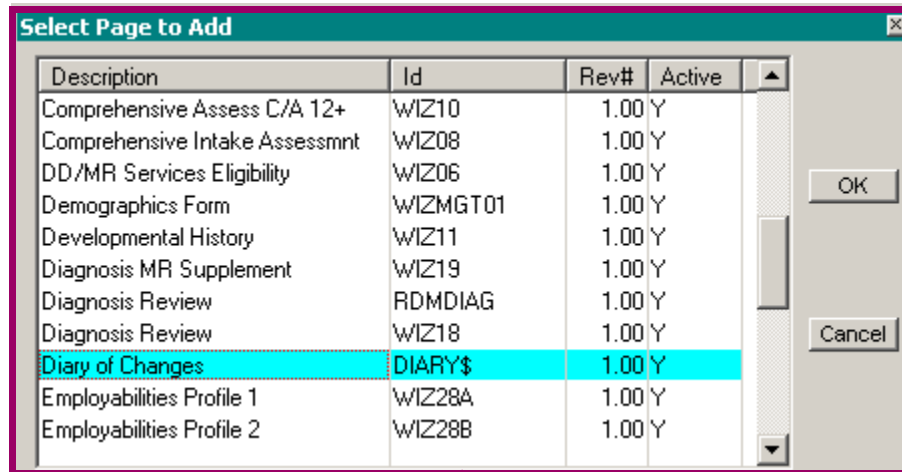 Select Page to Add
Description Id Rev# Active
Comprehensive Assess C/A 12+ WIZ10 1.00 Y
Comprehensive Intake Assessmnt WIZ08 1.00 Y
DD/MR Services Eligibility WIZ06 1.00 Y
Demographics Form WIZMGT01 1.00 Y
Developmental History WIZ11 1.00 Y
Diagnosis MR Supplement WIZ19 1.00 Y
Diagnosis Review RDMDIAG 1.00 Y
Diagnosis Review WIZ18 1.00 Y
Diary of Changes DIARY$ 1.00 Y
Employabilities Profile 1 WIZ28A 1.00 Y
Employabilities Profile 2 WIZ28B 1.00 Y
OK
Cancel